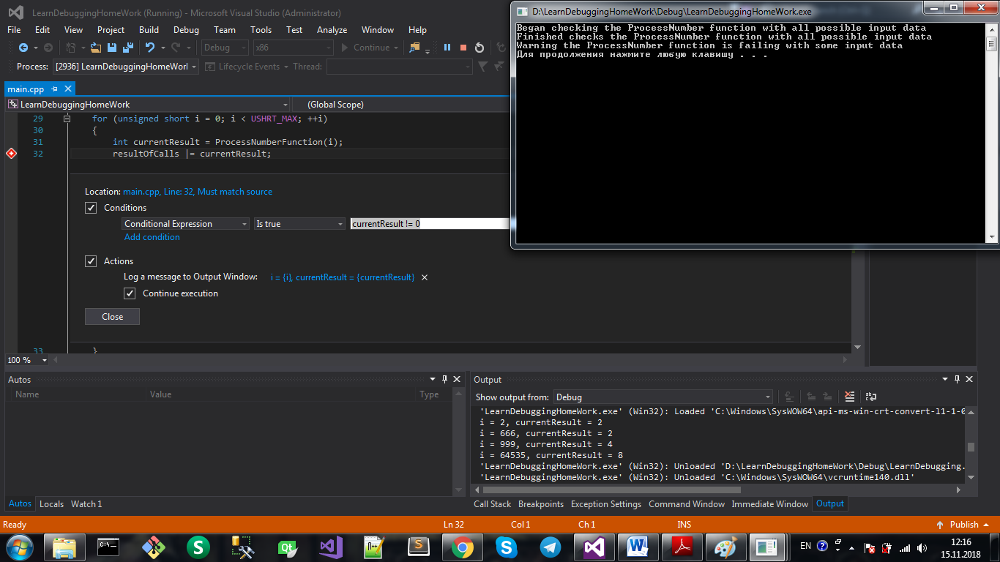 LearnDebuggingHomeWork (Running) - Microsoft Visual Studio (Administrator)
File Edit View Project Build Debug Team Tools Test Analyze Window Help
Debug x86 Continue
Process: [2936] LearnDebuggingHomeWorl Lifecycle Events Thread:
main.cpp
LearnDebuggingHomeWork (Global Scope)
29 for (unsigned short i = 0; i < USHRT_MAX; ++i)
30 {
31 int currentResult = ProcessNumberFunction(i);
32 resultOfCalls |= currentResult;
Location: main.cpp, Line: 32, Must match source
Conditions
Conditional Expression Is true currentResult != 0
Add condition
Actions
Log a message to Output Window: i = {i}, currentResult = {currentResult}
Continue execution
Close
33 }
100 %
D:\LearnDebuggingHomeWork\Debug\LearnDebuggingHomeWork.exe
Began checking the ProcessNumber function with all possible input data
Finished checks the ProcessNumber function with all possible input data
Warning the ProcessNumber function is failing with some input data
Для продолжения нажмите любую клавишу . . .
Autos
Name Value Type
Autos Locals Watch 1
Output
Show output from: Debug
'LearnDebuggingHomeWork.exe' (Win32): Loaded 'C:\Windows\SysWOW64\api-ms-win-crt-convert-l1-1-0
i = 2, currentResult = 2
i = 666, currentResult = 2
i = 999, currentResult = 4
i = 64535, currentResult = 8
'LearnDebuggingHomeWork.exe' (Win32): Unloaded 'D:\LearnDebuggingHomeWork\Debug\LearnDebugging.
'LearnDebuggingHomeWork.exe' (Win32): Unloaded 'C:\Windows\SysWOW64\vcruntime140.dll'
Call Stack Breakpoints Exception Settings Command Window Immediate Window Output
Ready Ln 32 Col 1 Ch 1 INS Publish
EN 12:16
15.11.2018